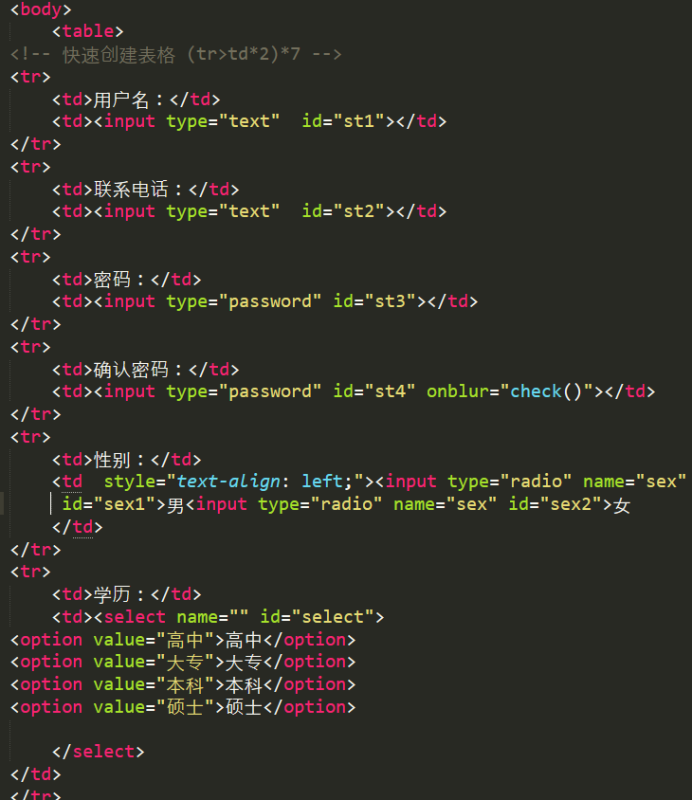 <body>
<table>
<!-- 快速创建表格 (tr>td*2)*7 -->
<tr>
<td>用户名：</td>
<td><input type="text"  id="st1"></td>
</tr>
<tr>
<td>联系电话：</td>
<td><input type="text"  id="st2"></td>
</tr>
<tr>
<td>密码：</td>
<td><input type="password" id="st3"></td>
</tr>
<tr>
<td>确认密码：</td>
<td><input type="password" id="st4" onblur="check()"></td>
</tr>
<tr>
<td>性别：</td>
<td  style="text-align: left;"><input type="radio" name="sex"
id="sex1">男<input type="radio" name="sex" id="sex2">女
</td>
</tr>
<tr>
<td>学历：</td>
<td><select name="" id="select">
<option value="高中">高中</option>
<option value="大专">大专</option>
<option value="本科">本科</option>
<option value="硕士">硕士</option>
</select>
</td>
</tr>